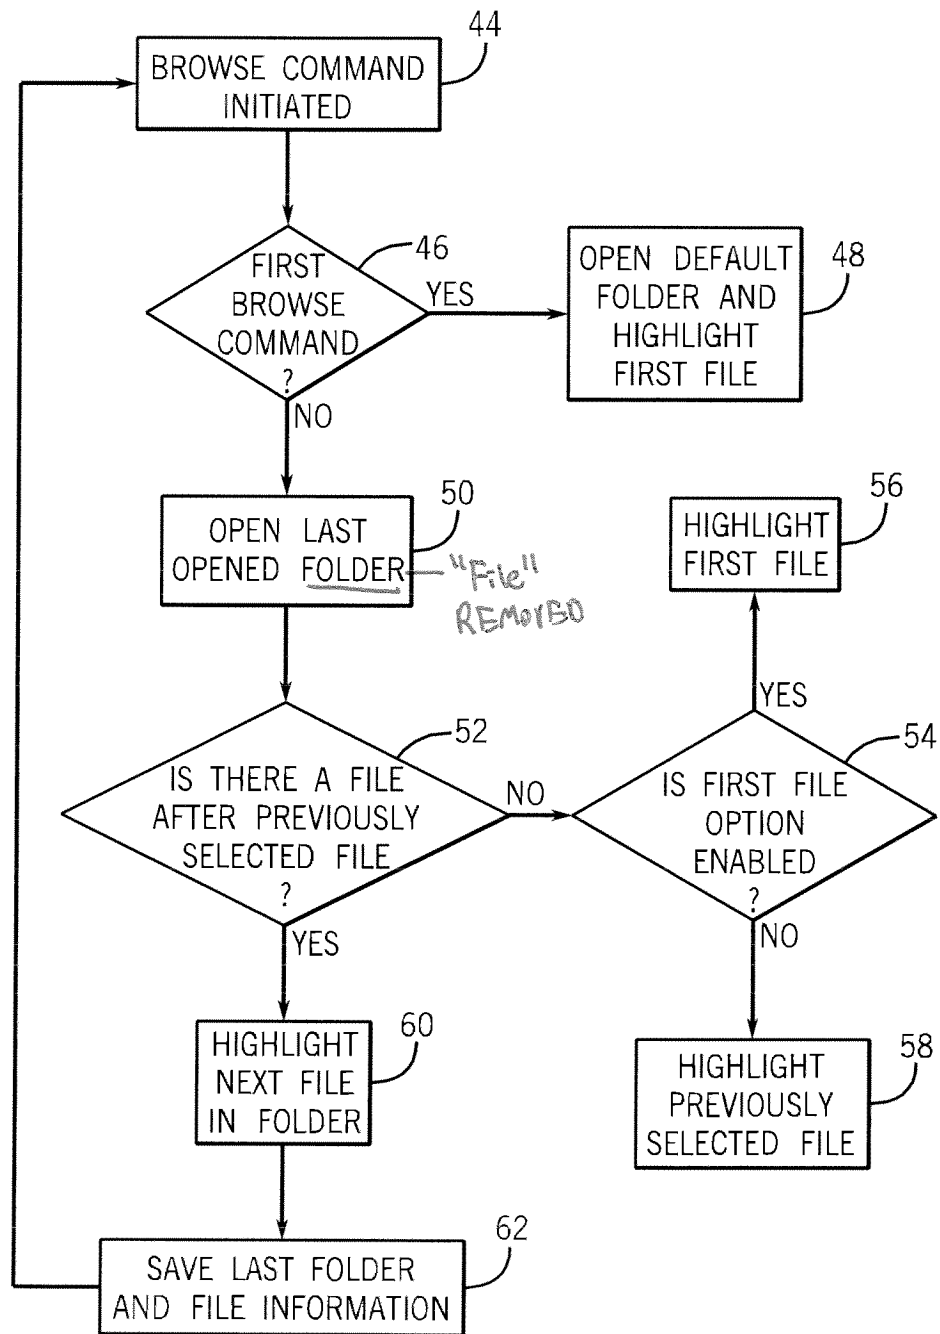 44
BROWSE COMMAND
INITIATED
46
FIRST
BROWSE
COMMAND
?
YES
NO
48
OPEN DEFAULT
FOLDER AND
HIGHLIGHT
FIRST FILE
50
OPEN LAST
OPENED FOLDER
"File"
REMOVED
52
IS THERE A FILE
AFTER PREVIOUSLY
SELECTED FILE
?
NO
YES
54
IS FIRST FILE
OPTION
ENABLED
?
YES
NO
56
HIGHLIGHT
FIRST FILE
58
HIGHLIGHT
PREVIOUSLY
SELECTED FILE
60
HIGHLIGHT
NEXT FILE
IN FOLDER
62
SAVE LAST FOLDER
AND FILE INFORMATION